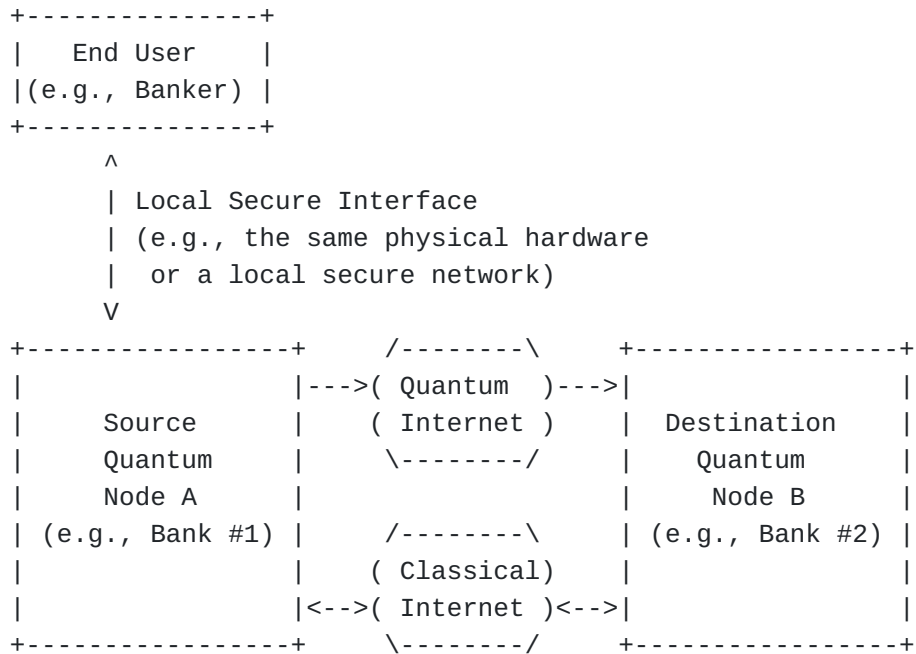 End User
(e.g., Banker)
Local Secure Interface
(e.g., the same physical hardware
or a local secure network)
Source
Quantum
Node A
(e.g., Bank #1)
Quantum
Internet
Classical
Internet
Destination
Quantum
Node B
(e.g., Bank #2)